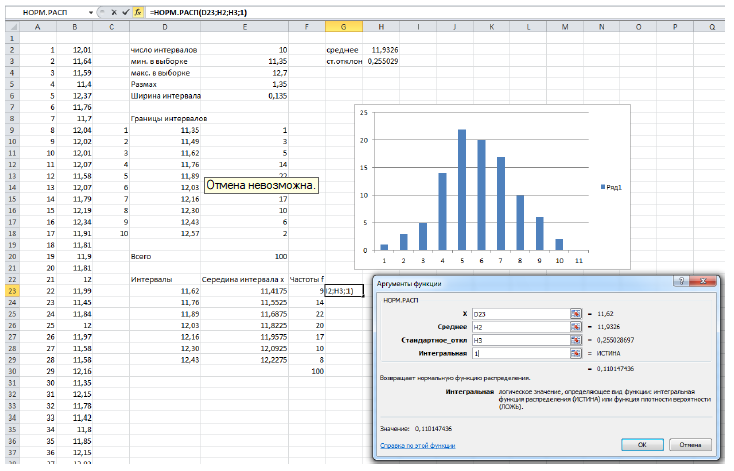 НОРМ.РАСП =НОРМ.РАСП(D23;H2;H3;1)
A B C D E F G H I J K L M N O P Q
1
2 1 12,01 число интервалов 10 среднее 11,9326
3 2 11,64 мин. в выборке 11,35 ст.отклон 0,255029
4 3 11,59 макс. в выборке 12,7
5 4 11,4 Размах 1,35
6 5 12,37 Ширина интервала 0,135
7 6 11,76
8 7 11,7 Границы интервалов
9 8 12,04 1 11,35 1
10 9 12,02 2 11,49 3
11 10 12,01 3 11,62 5
12 11 12,07 4 11,76 14
13 12 11,58 5 11,89 22
14 13 12,07 6 12,03
15 14 11,79 7 12,16 17
16 15 12,19 8 12,30 10
17 16 12,34 9 12,43 6
18 17 11,91 10 12,57 2
19 18 11,81
20 19 11,9 Всего 100
21 20 11,81
22 21 12 Интервалы Середина интервала x Частоты f
23 22 11,99 11,62 11,4175 9 2;H3;1)
24 23 11,45 11,76 11,5525 14
25 24 11,84 11,89 11,6875 22
26 25 12 12,03 11,8225 20
27 26 11,97 12,16 11,9575 17
28 27 11,58 12,30 12,0925 10
29 28 11,58 12,43 12,2275 8
30 29 12,16 100
31 30 11,35
32 31 12,15
33 32 11,78
34 33 11,42
35 34 11,8
36 35 11,85
37 36 12,15
38 37 12,03
Отмена невозможна.
25
20
15
10
5
0
1 2 3 4 5 6 7 8 9 10 11
Ряд1
Аргументы функции
НОРМ.РАСП
X D23 = 11,62
Среднее H2 = 11,9326
Стандартное_откл H3 = 0,255028697
Интегральная 1 = ИСТИНА
= 0,110147436
Возвращает нормальную функцию распределения.
Интегральная логическое значение, определяющее вид функции: интегральная
функция распределения (ИСТИНА) или функция плотности вероятности
(ЛОЖЬ).
Значение: 0,110147436
Справка по этой функции
ОК Отмена